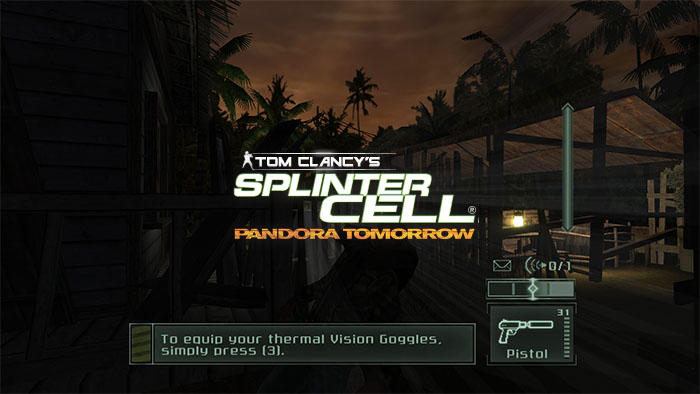 TOM CLANCY'S
SPLINTER
CELL®
PANDORA TOMORROW
0/1
31
Pistol
To equip your thermal Vision Goggles,
simply press (3).